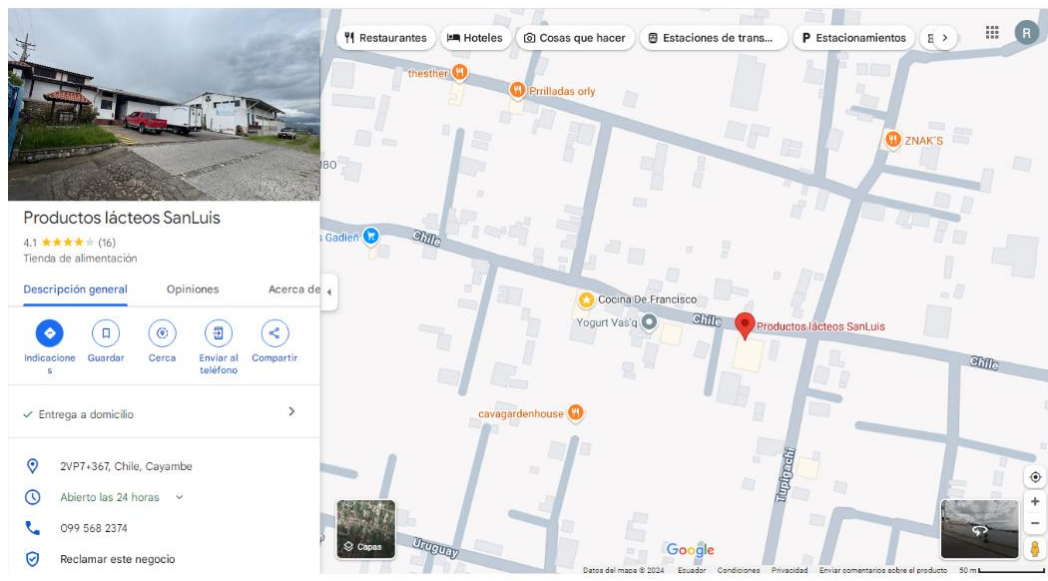 Restaurantes
Hoteles
Cosas que hacer
Estaciones de trans...
P Estacionamientos
R
thesther
Prrilladas orly
ZNAK'S
BO
Productos lácteos SanLuis
4.1 (16)
Tienda de alimentación
Descripción general
Opiniones
Acerca de
Indicaciones
Guardar
Cerca
Enviar al
teléfono
Compartir
Entrega a domicilio
2VP7+367, Chile, Cayambe
Abierto las 24 horas
099 568 2374
Reclamar este negocio
s Gadien
Chile
Cocina De Francisco
Yogurt Vas'q
Chile
Productos lácteos SanLuis
Chile
cavagardenhouse
Tupigachi
Uruguay
Capas
Google
Datos del mapa © 2024 Ecuador Condiciones Privacidad Enviar comentarios sobre el producto 50 m